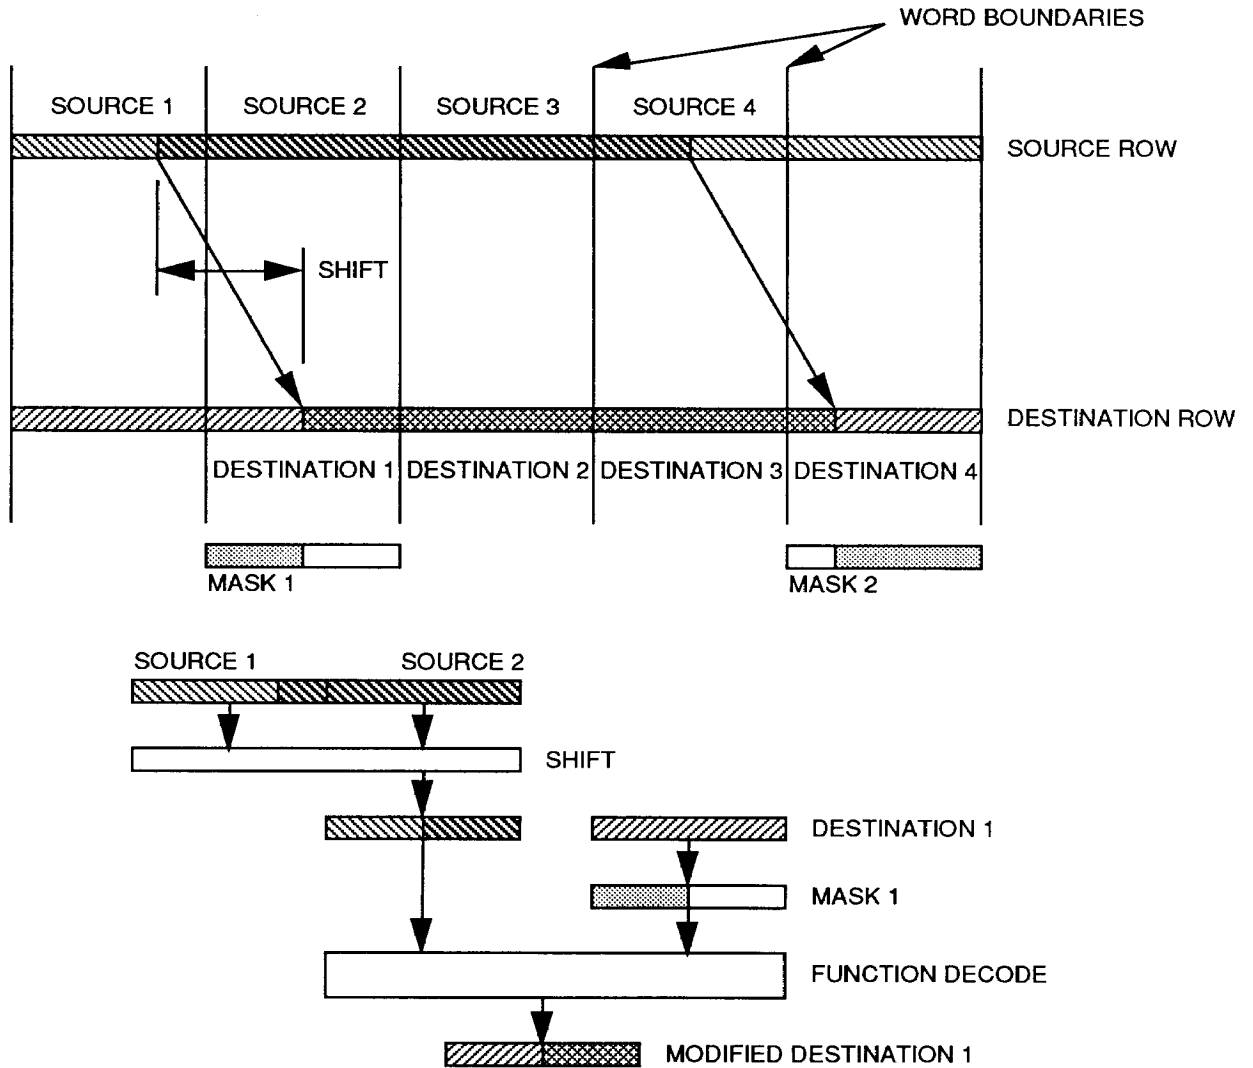 WORD BOUNDARIES
SOURCE 1 SOURCE 2 SOURCE 3 SOURCE 4
SOURCE ROW
SHIFT
DESTINATION ROW
DESTINATION 1 DESTINATION 2 DESTINATION 3 DESTINATION 4
MASK 1 MASK 2
SOURCE 1 SOURCE 2
SHIFT
DESTINATION 1
MASK 1
FUNCTION DECODE
MODIFIED DESTINATION 1